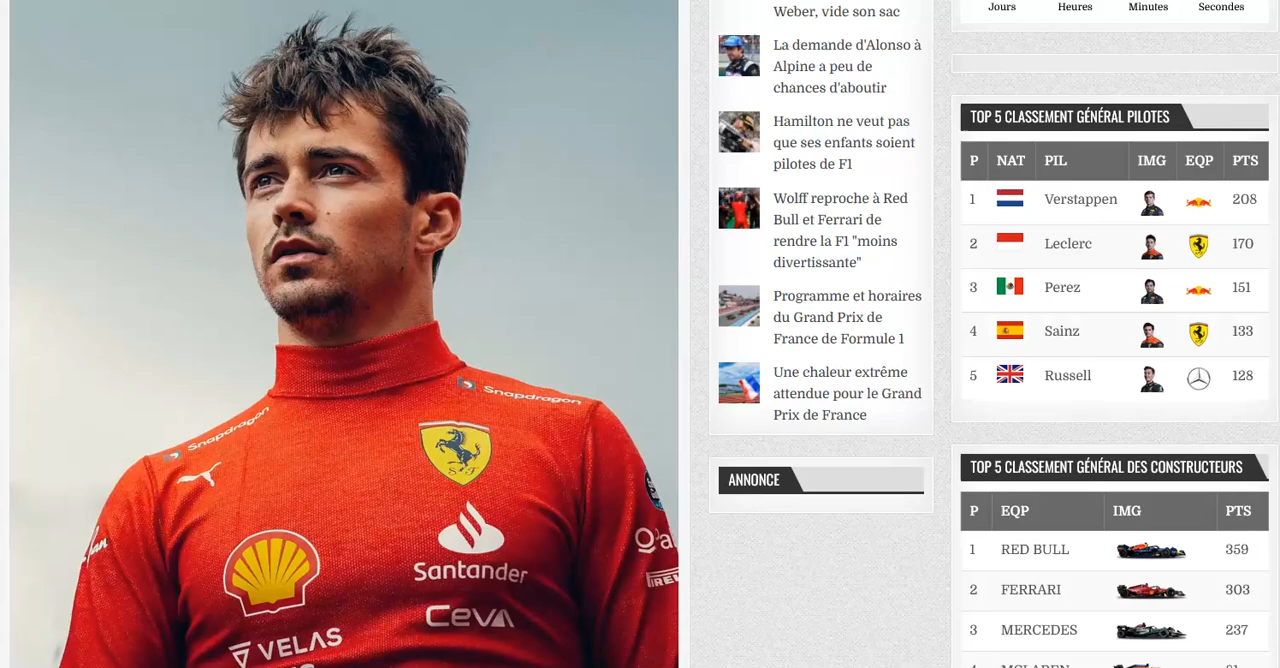 Snapdragon
Snapdragon
S F
Santander
CEVA
VELAS
Weber, vide son sac
La demande d'Alonso à
Alpine a peu de
chances d'aboutir
Hamilton ne veut pas
que ses enfants soient
pilotes de F1
Wolff reproche à Red
Bull et Ferrari de
rendre la F1 "moins
divertissante"
Programme et horaires
du Grand Prix de
France de Formule 1
Une chaleur extrême
attendue pour le Grand
Prix de France
ANNONCE
Jours Heures Minutes Secondes
TOP 5 CLASSEMENT GÉNÉRAL PILOTES
P NAT PIL IMG EQP PTS
1 Verstappen 208
2 Leclerc 170
3 Perez 151
4 Sainz 133
5 Russell 128
TOP 5 CLASSEMENT GÉNÉRAL DES CONSTRUCTEURS
P EQP IMG PTS
1 RED BULL 359
2 FERRARI 303
3 MERCEDES 237